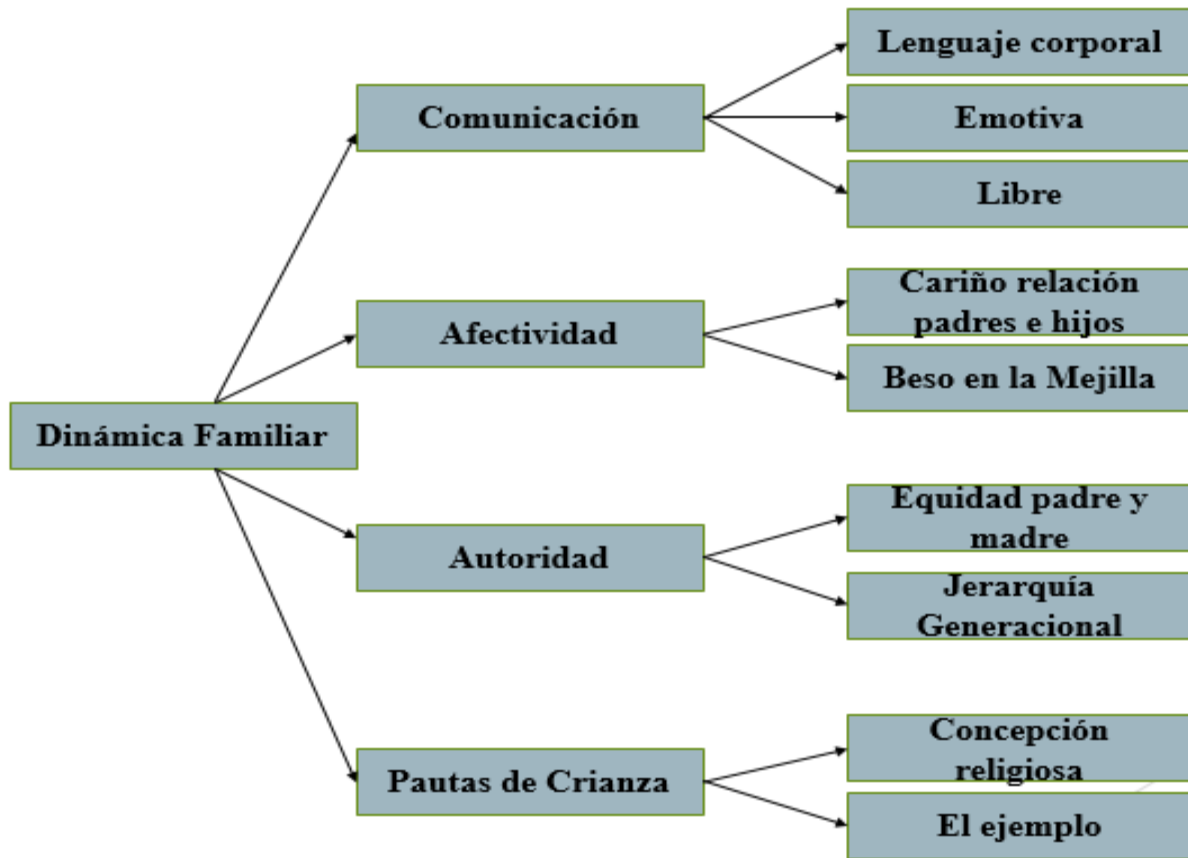 Lenguaje corporal
Comunicación
Emotiva
Libre
Cariño relación
padres e hijos
Afectividad
Beso en la Mejilla
Dinámica Familiar
Equidad padre y
madre
Autoridad
Jerarquía
Generacional
Concepción
religiosa
Pautas de Crianza
El ejemplo